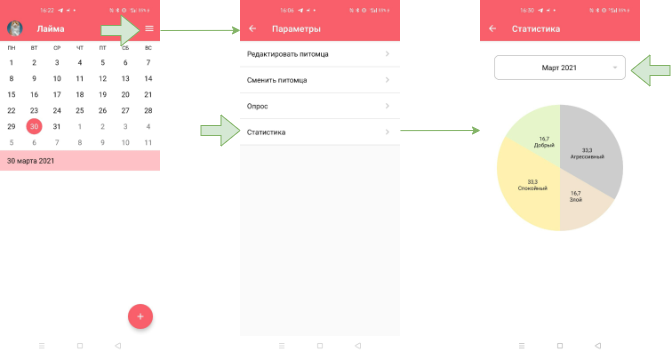 16:22
Лайма
ПН ВТ СР ЧТ ПТ СБ ВС
1 2 3 4 5 6 7
8 9 10 11 12 13 14
15 16 17 18 19 20 21
22 23 24 25 26 27 28
29 30 31 1 2 3 4
5 6 7 8 9 10 11
30 марта 2021
+
16:04
Параметры
Редактировать питомца
Сменить питомца
Опрос
Статистика
16:30
Статистика
Март 2021
16,7
Добрый
33,3
Агрессивный
33,3
Спокойный
16,7
Злой